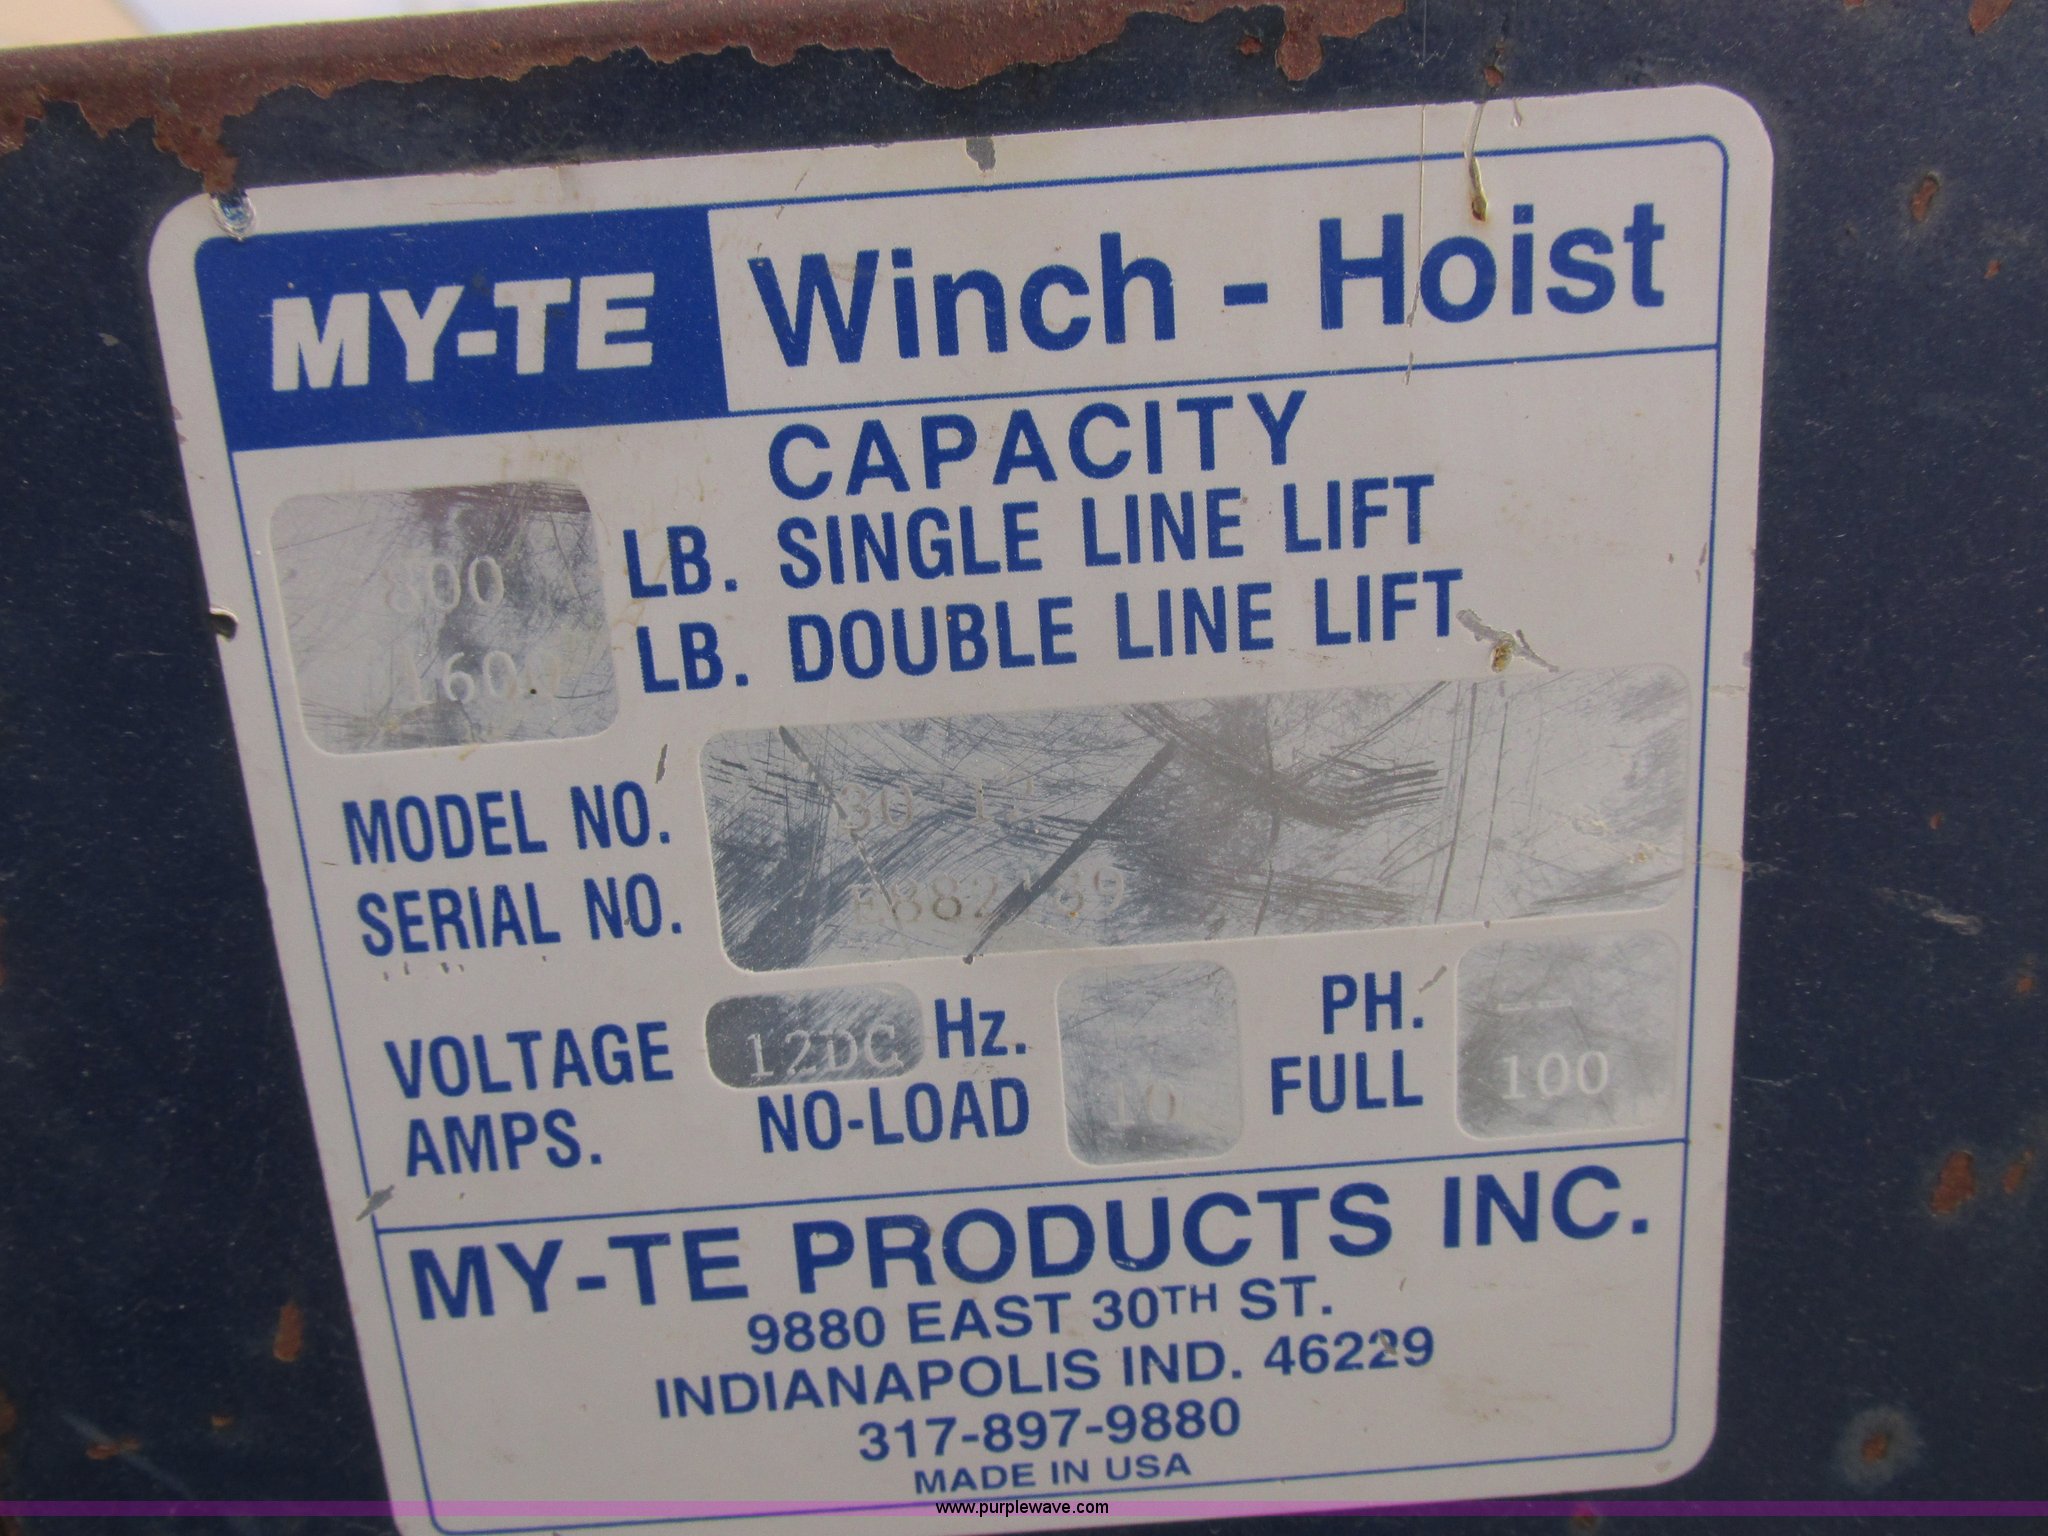 MY-TE Winch - Hoist
CAPACITY
800 LB. SINGLE LINE LIFT
1600 LB. DOUBLE LINE LIFT
MODEL NO. 30
SERIAL NO.
VOLTAGE 12DC Hz. PH.
AMPS. NO-LOAD 10 FULL 100
MY-TE PRODUCTS INC.
9880 EAST 30TH ST.
INDIANAPOLIS IND. 46229
317-897-9880
MADE IN USA
www.purplewave.com